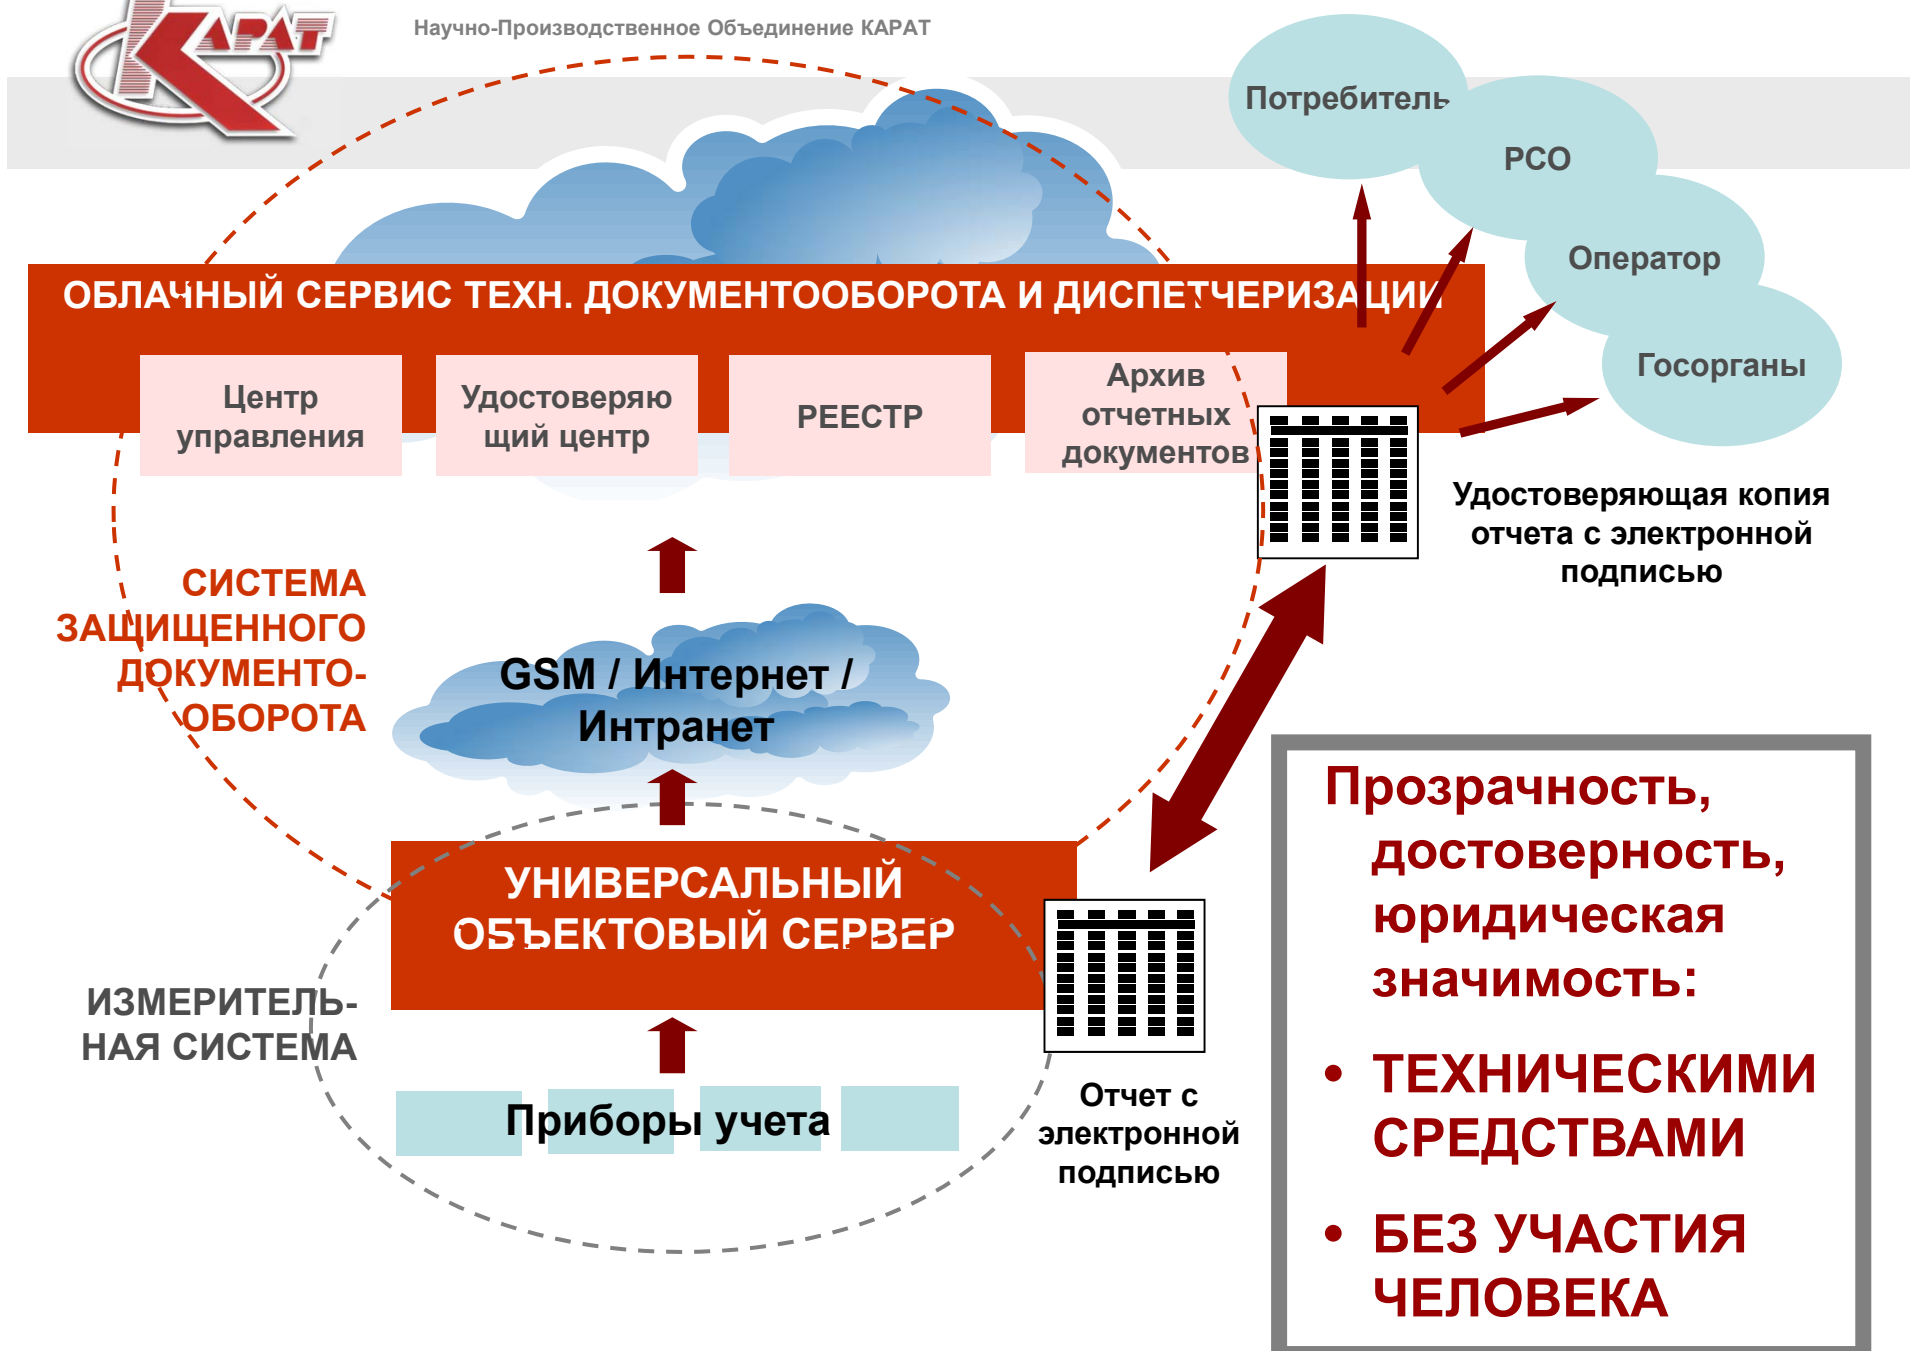 КАРАТ
Научно-Производственное Объединение КАРАТ
Потребитель
РСО
Оператор
Госорганы
ОБЛАЧНЫЙ СЕРВИС ТЕХН. ДОКУМЕНТООБОРОТА И ДИСПЕТЧЕРИЗАЦИИ
Центр
управления
Удостоверяю
щий центр
РЕЕСТР
Архив
отчетных
документов
Удостоверяющая копия
отчета с электронной
подписью
СИСТЕМА
ЗАЩИЩЕННОГО
ДОКУМЕНТО-
ОБОРОТА
GSM / Интернет /
Интранет
УНИВЕРСАЛЬНЫЙ
ОБЪЕКТОВЫЙ СЕРВЕР
ИЗМЕРИТЕЛЬ-
НАЯ СИСТЕМА
Приборы учета
Отчет с
электронной
подписью
Прозрачность,
достоверность,
юридическая
значимость:
• ТЕХНИЧЕСКИМИ
СРЕДСТВАМИ
• БЕЗ УЧАСТИЯ
ЧЕЛОВЕКА